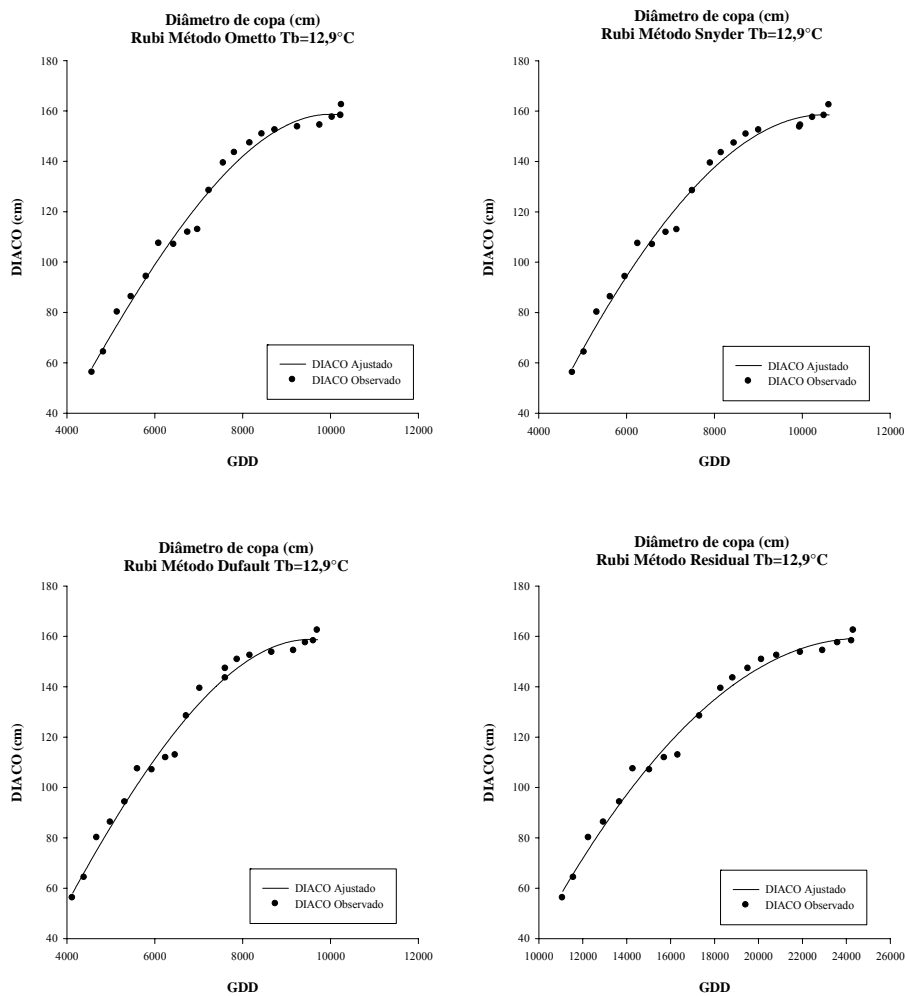 Diâmetro de copa (cm)
Rubi Método Ometto Tb=12,9°C
180
160
140
120
100
80
60
40
DIACO (cm)
DIACO Ajustado
DIACO Observado
4000 6000 8000 10000 12000
GDD
Diâmetro de copa (cm)
Rubi Método Snyder Tb=12,9°C
180
160
140
120
100
80
60
40
DIACO (cm)
DIACO Ajustado
DIACO Observado
4000 6000 8000 10000 12000
GDD
Diâmetro de copa (cm)
Rubi Método Dufault Tb=12,9°C
180
160
140
120
100
80
60
40
DIACO (cm)
DIACO Ajustado
DIACO Observado
4000 6000 8000 10000 12000
GDD
Diâmetro de copa (cm)
Rubi Método Residual Tb=12,9°C
180
160
140
120
100
80
60
40
DIACO (cm)
DIACO Ajustado
DIACO Observado
10000 12000 14000 16000 18000 20000 22000 24000 26000
GDD